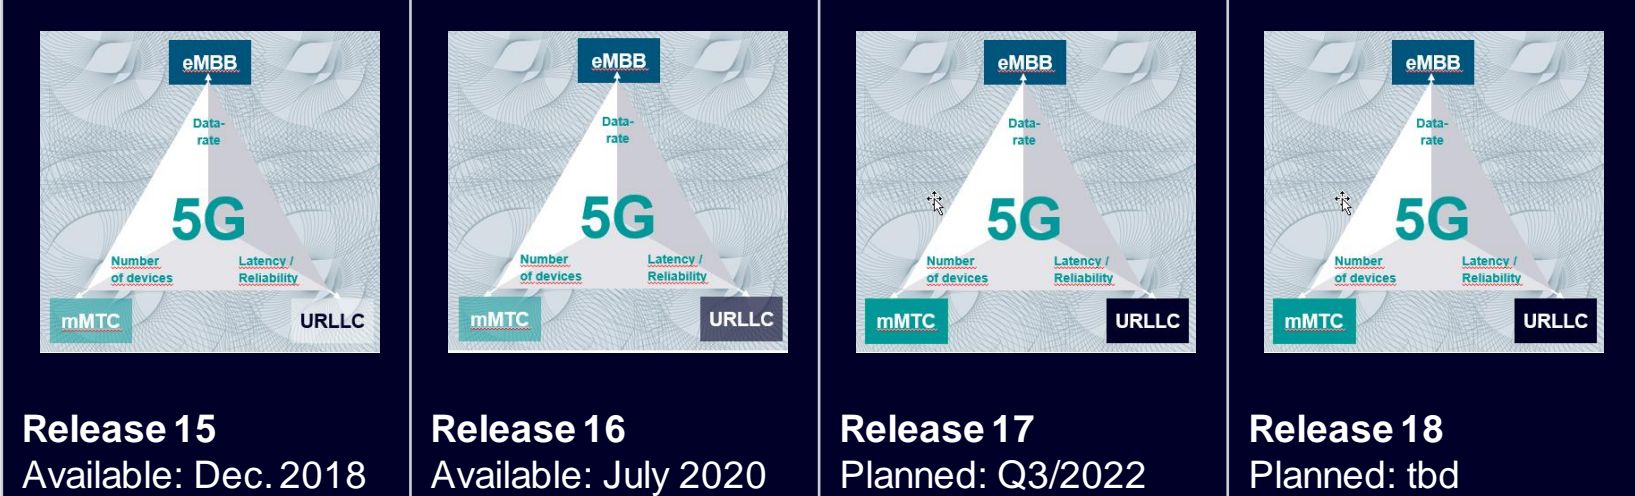 eMBB
Data-
rate
5G
Number
of devices
Latency /
Reliability
mMTC
URLLC
Release 15
Available: Dec. 2018
eMBB
Data-
rate
5G
Number
of devices
Latency /
Reliability
mMTC
URLLC
Release 16
Available: July 2020
eMBB
Data-
rate
5G
Number
of devices
Latency /
Reliability
mMTC
URLLC
Release 17
Planned: Q3/2022
eMBB
Data-
rate
5G
Number
of devices
Latency /
Reliability
mMTC
URLLC
Release 18
Planned: tbd